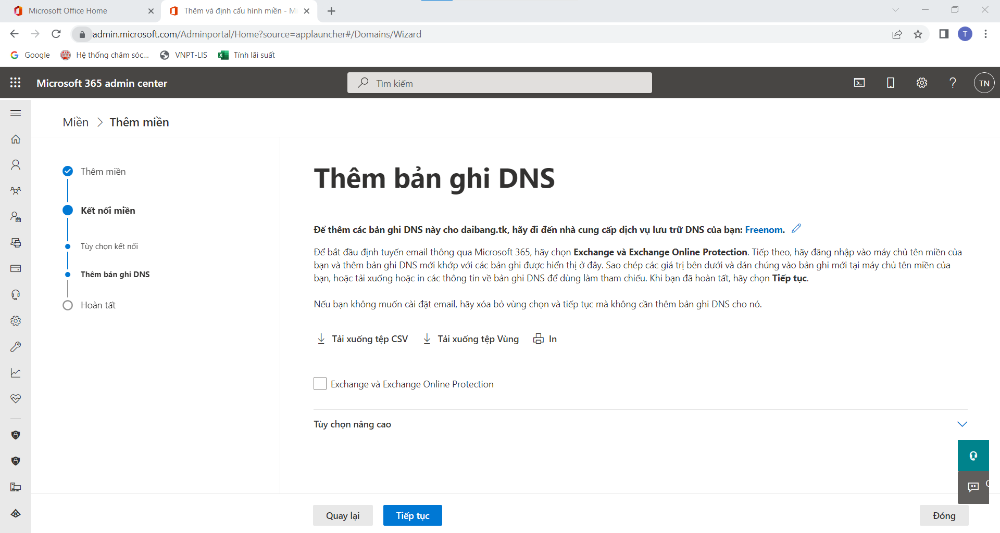 Microsoft Office Home
Thêm và định cấu hình miền - Mi
admin.microsoft.com/Adminportal/Home?source=applauncher#/Domains/Wizard
T
Google
Hệ thống chăm sóc...
VNPT-LIS
Tính lãi suất
Microsoft 365 admin center
Tìm kiếm
TN
Miền > Thêm miền
Thêm miền
Kết nối miền
Tùy chọn kết nối
Thêm bản ghi DNS
Hoàn tất
Thêm bản ghi DNS
Để thêm các bản ghi DNS này cho daibang.tk, hãy đi đến nhà cung cấp dịch vụ lưu trữ DNS của bạn: Freenom.
Để bắt đầu định tuyến email thông qua Microsoft 365, hãy chọn Exchange và Exchange Online Protection. Tiếp theo, hãy đăng nhập vào máy chủ tên miền của
bạn và thêm bản ghi DNS mới khớp với các bản ghi được hiển thị ở đây. Sao chép các giá trị bên dưới và dán chúng vào bản ghi mới tại máy chủ tên miền của
bạn, hoặc tải xuống hoặc in các thông tin về bản ghi DNS để dùng làm tham chiếu. Khi bạn đã hoàn tất, hãy chọn Tiếp tục.
Nếu bạn không muốn cài đặt email, hãy xóa bỏ vùng chọn và tiếp tục mà không cần thêm bản ghi DNS cho nó.
Tải xuống tệp CSV
Tải xuống tệp Vùng
In
Exchange và Exchange Online Protection
Tùy chọn nâng cao
Quay lại
Tiếp tục
Đóng